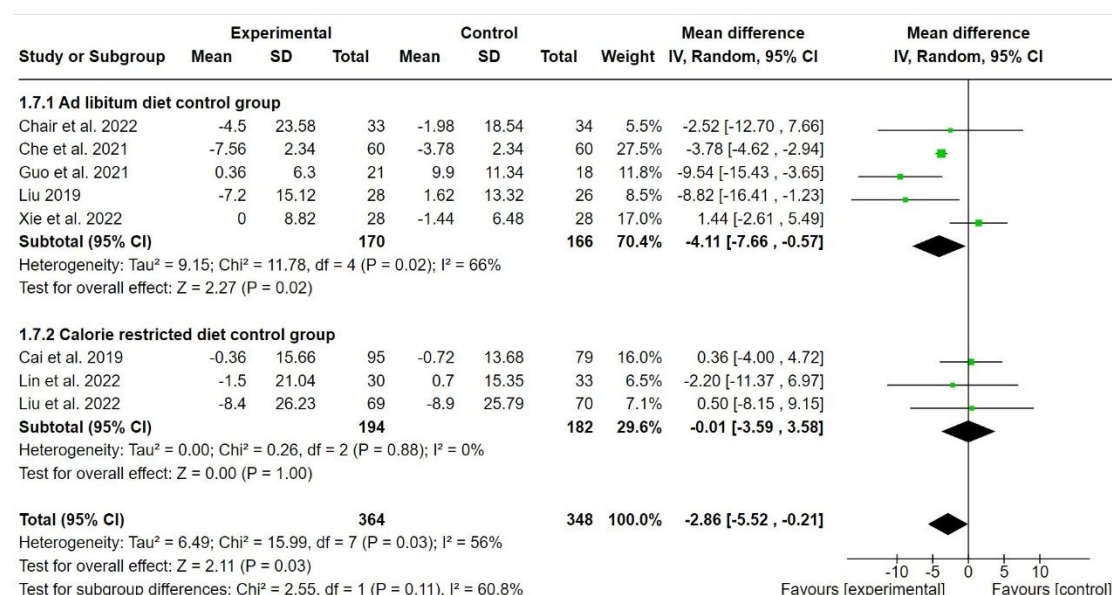 Experimental Control Mean difference Mean difference
Study or Subgroup Mean SD Total Mean SD Total Weight IV, Random, 95% CI IV, Random, 95% CI
1.7.1 Ad libitum diet control group
Chair et al. 2022 -4.5 23.58 33 -1.98 18.54 34 5.5% -2.52 [-12.70 , 7.66]
Che et al. 2021 -7.56 2.34 60 -3.78 2.34 60 27.5% -3.78 [-4.62 , -2.94]
Guo et al. 2021 0.36 6.3 21 9.9 11.34 18 11.8% -9.54 [-15.43 , -3.65]
Liu 2019 -7.2 15.12 28 1.62 13.32 26 8.5% -8.82 [-16.41 , -1.23]
Xie et al. 2022 0 8.82 28 -1.44 6.48 28 17.0% 1.44 [-2.61 , 5.49]
Subtotal (95% CI) 170 166 70.4% -4.11 [-7.66 , -0.57]
Heterogeneity: Tau² = 9.15; Chi² = 11.78, df = 4 (P = 0.02); I² = 66%
Test for overall effect: Z = 2.27 (P = 0.02)
1.7.2 Calorie restricted diet control group
Cai et al. 2019 -0.36 15.66 95 -0.72 13.68 79 16.0% 0.36 [-4.00 , 4.72]
Lin et al. 2022 -1.5 21.04 30 0.7 15.35 33 6.5% -2.20 [-11.37 , 6.97]
Liu et al. 2022 -8.4 26.23 69 -8.9 25.79 70 7.1% 0.50 [-8.15 , 9.15]
Subtotal (95% CI) 194 182 29.6% -0.01 [-3.59 , 3.58]
Heterogeneity: Tau² = 0.00; Chi² = 0.26, df = 2 (P = 0.88); I² = 0%
Test for overall effect: Z = 0.00 (P = 1.00)
Total (95% CI) 364 348 100.0% -2.86 [-5.52 , -0.21]
Heterogeneity: Tau² = 6.49; Chi² = 15.99, df = 7 (P = 0.03); I² = 56%
Test for overall effect: Z = 2.11 (P = 0.03)
-10 -5 0 5 10
Test for subgroup differences: Chi² = 2.55, df = 1 (P = 0.11), I² = 60.8% Favours [experimental] Favours [control]